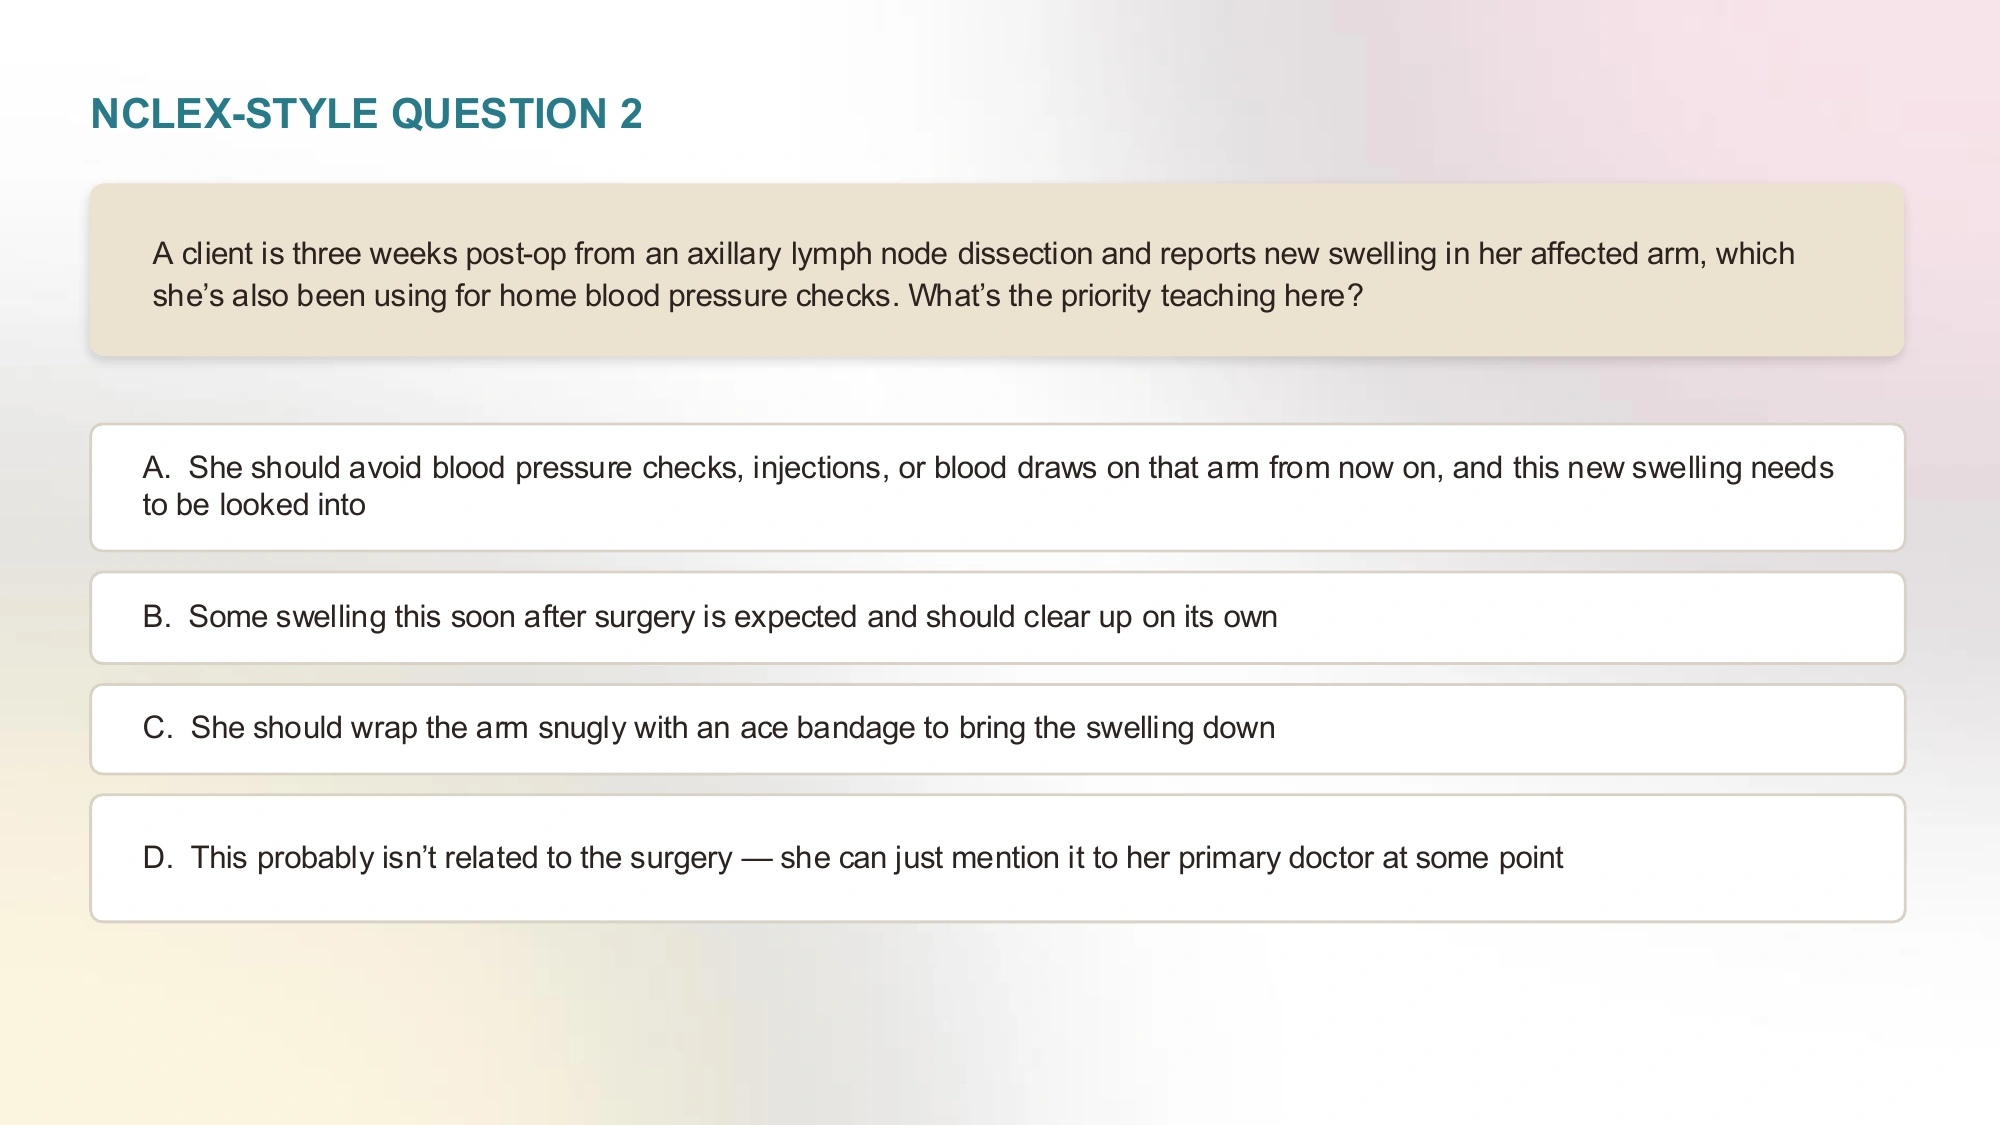 NCLEX-STYLE QUESTION 2
A client is three weeks post-op from an axillary lymph node dissection and reports new swelling in her affected arm, which
she’s also been using for home blood pressure checks. What’s the priority teaching here?
A. She should avoid blood pressure checks, injections, or blood draws on that arm from now on, and this new swelling needs
to be looked into
B. Some swelling this soon after surgery is expected and should clear up on its own
C. She should wrap the arm snugly with an ace bandage to bring the swelling down
D. This probably isn’t related to the surgery — she can just mention it to her primary doctor at some point